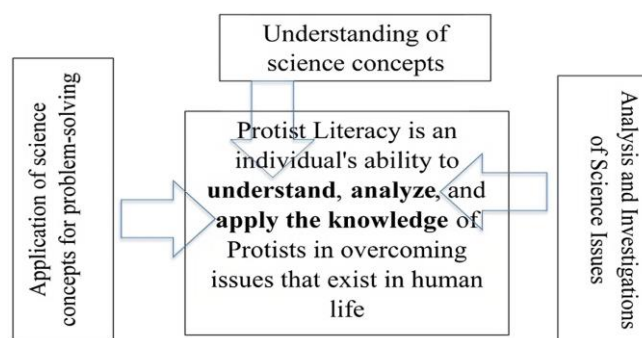 Understanding of
science concepts
Application of science
concepts for problem-solving
Protist Literacy is an
individual's ability to
understand, analyze, and
apply the knowledge of
Protists in overcoming
issues that exist in human
life
Analysis and Investigations
of Science Issues